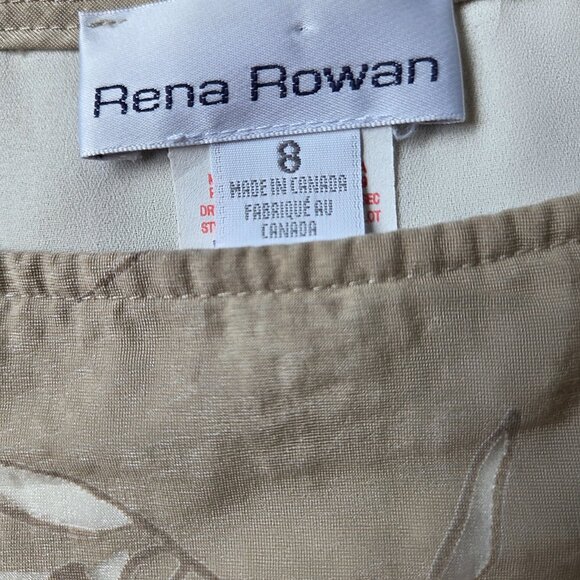 Rena Rowan
8
MADE IN CANADA
FABRIQUÉ AU
CANADA